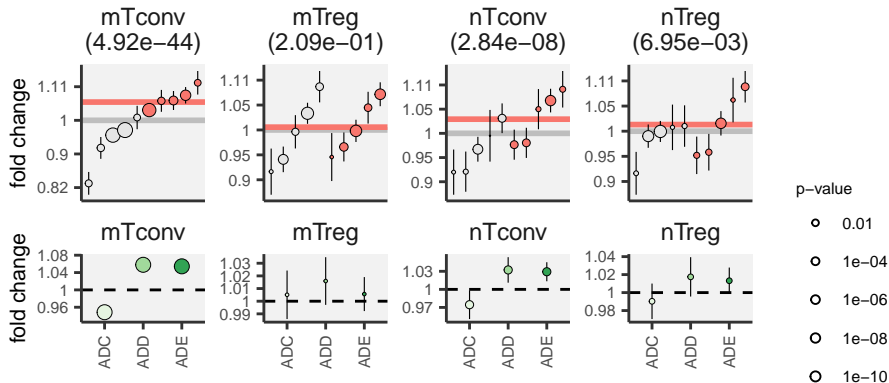 mTconv
(4.92e−44)
mTreg
(2.09e−01)
nTconv
(2.84e−08)
nTreg
(6.95e−03)
fold change
1.11
1
0.9
0.82
1.11
1.05
1
0.95
0.9
1.1
1.05
1
0.95
0.9
1.11
1.05
1
0.95
0.9
mTconv
mTreg
nTconv
nTreg
fold change
1.08
1.04
1
0.96
1.03
1.02
1.01
1
0.99
1.03
1
0.97
1.04
1.02
1
0.98
ADC
ADD
ADE
ADC
ADD
ADE
ADC
ADD
ADE
ADC
ADD
ADE
p−value
0.01
1e−04
1e−06
1e−08
1e−10